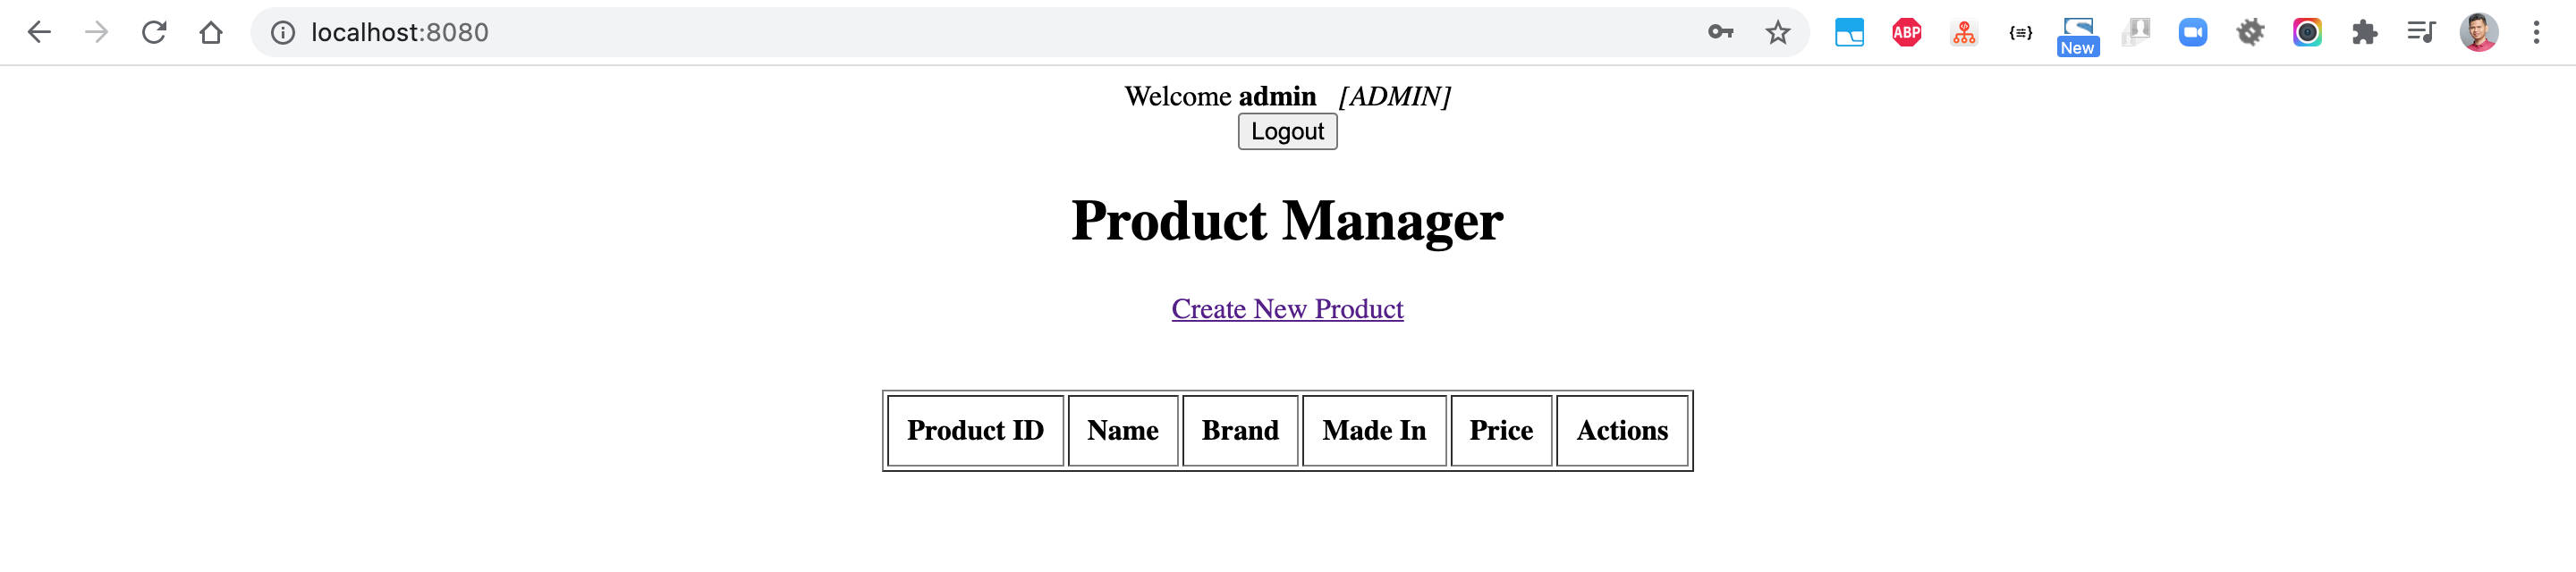 localhost:8080
ABP
New
Welcome admin [ADMIN]
Logout
Product Manager
Create New Product
Product ID Name Brand Made In Price Actions